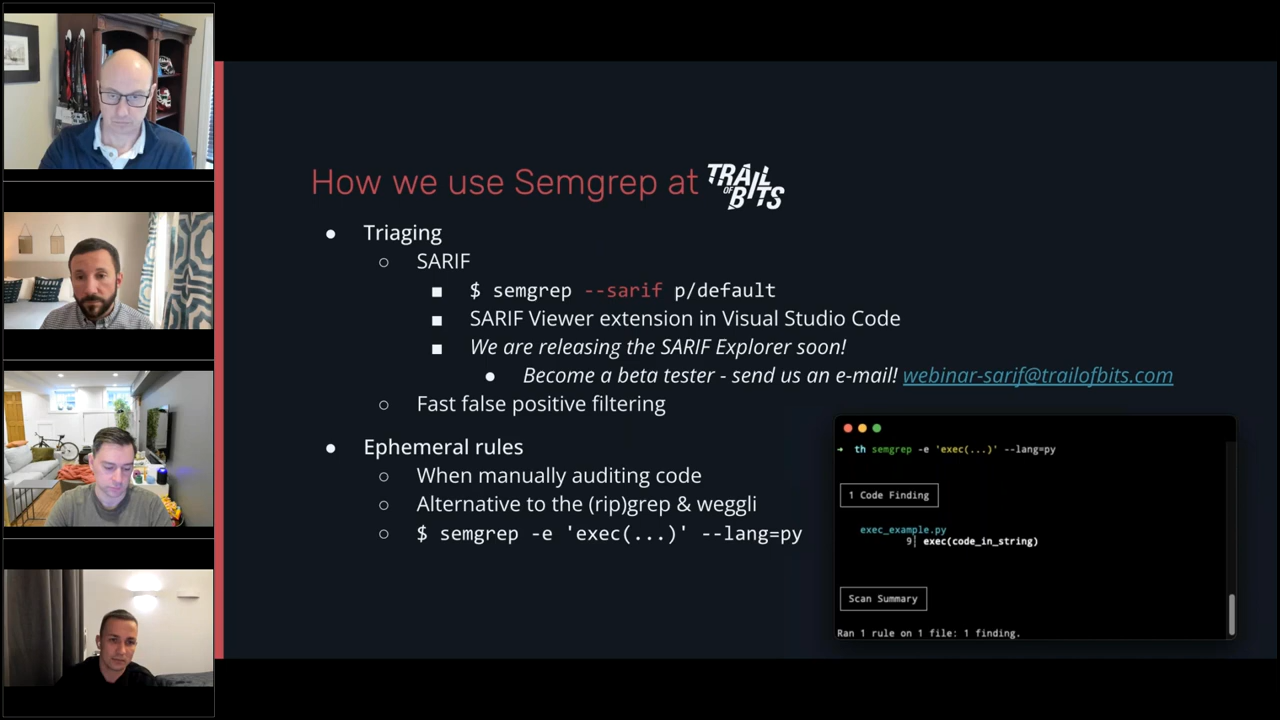 How we use Semgrep at TRAIL OF BITS
● Triaging
○ SARIF
■ $ semgrep --sarif p/default
■ SARIF Viewer extension in Visual Studio Code
■ We are releasing the SARIF Explorer soon!
● Become a beta tester - send us an e-mail! webinar-sarif@trailofbits.com
○ Fast false positive filtering
● Ephemeral rules
○ When manually auditing code
○ Alternative to the (rip)grep & weggli
○ $ semgrep -e 'exec(...)' --lang=py
➜ th semgrep -e 'exec(...)' --lang=py
1 Code Finding
exec_example.py
9┆ exec(code_in_string)
Scan Summary
Ran 1 rule on 1 file: 1 finding.